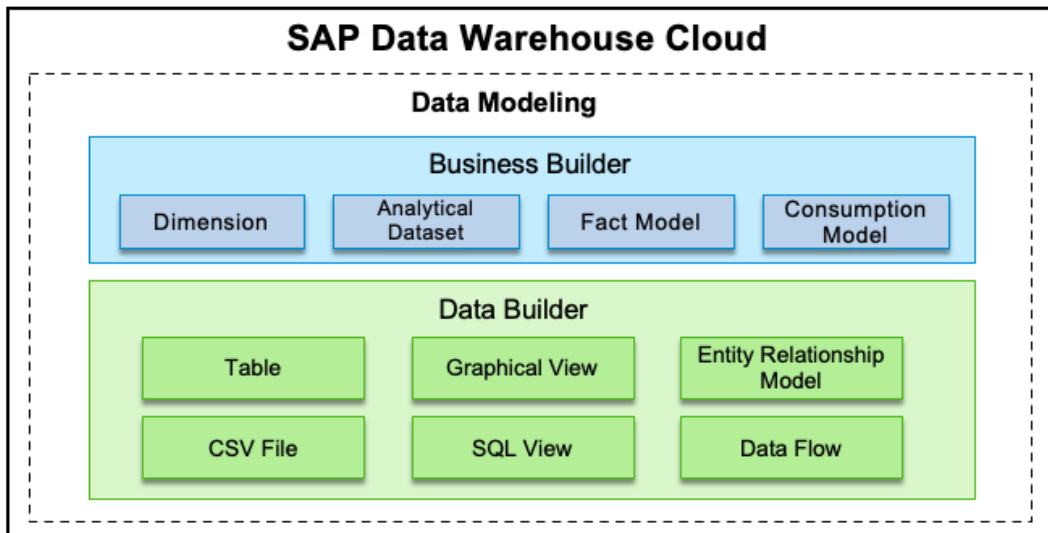 SAP Data Warehouse Cloud
Data Modeling
Business Builder
Dimension
Analytical
Dataset
Fact Model
Consumption
Model
Data Builder
Table
Graphical View
Entity Relationship
Model
CSV File
SQL View
Data Flow